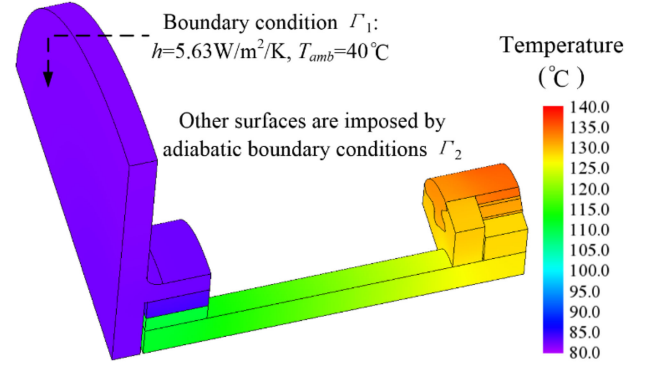 Boundary condition Γ₁:
h=5.63W/m²/K, Tamb=40℃
Other surfaces are imposed by
adiabatic boundary conditions Γ₂
Temperature
(℃)
140.0
135.0
130.0
125.0
120.0
115.0
110.0
105.0
100.0
95.0
90.0
85.0
80.0